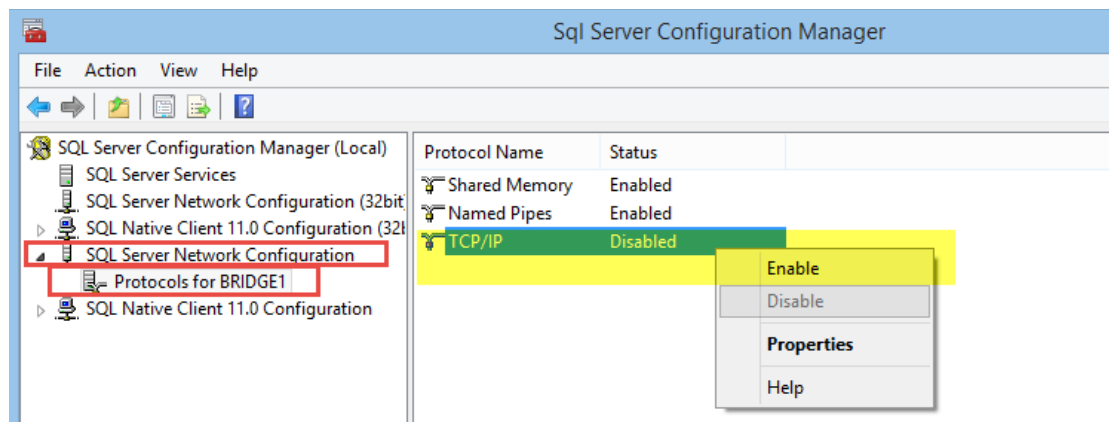 Sql Server Configuration Manager
File Action View Help
SQL Server Configuration Manager (Local)
SQL Server Services
SQL Server Network Configuration (32bit
SQL Native Client 11.0 Configuration (32b
SQL Server Network Configuration
Protocols for BRIDGE1
SQL Native Client 11.0 Configuration
Protocol Name Status
Shared Memory Enabled
Named Pipes Enabled
TCP/IP Disabled
Enable
Disable
Properties
Help